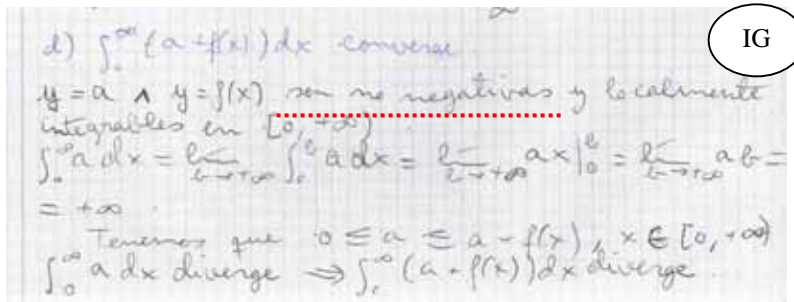 d) ∫₀^∞ (a + f(x)) dx converge.
IG
y = a ∧ y = f(x) son no negativas y localmente
integrables en [0, +∞).
∫₀^∞ a dx = lím_{b→+∞} ∫₀^b a dx = lím_{b→+∞} ax|₀^b = lím_{b→+∞} ab =
= +∞.
Tenemos que 0 ≤ a ≤ a + f(x), x ∈ [0, +∞)
∫₀^∞ a dx diverge ⇒ ∫₀^∞ (a + f(x)) dx diverge.